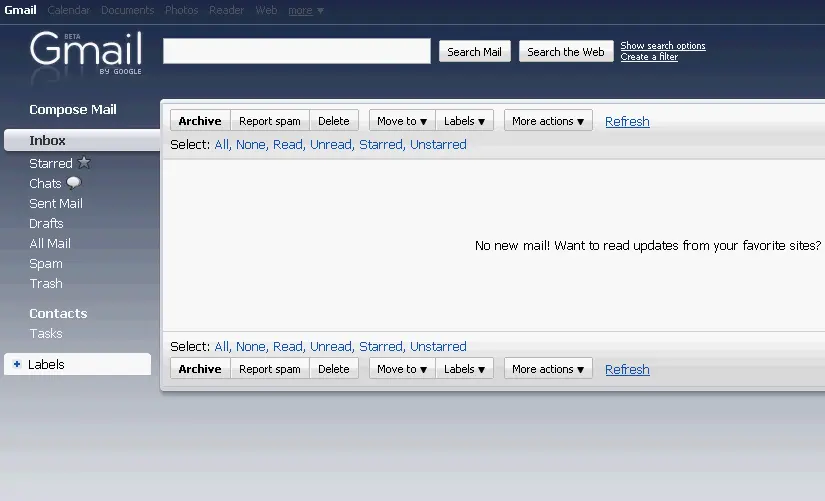 Gmail Calendar Documents Photos Reader Web more ▼
Gmail
BETA
BY GOOGLE
Search Mail Search the Web
Show search options
Create a filter
Compose Mail
Inbox
Starred
Chats
Sent Mail
Drafts
All Mail
Spam
Trash
Contacts
Tasks
+ Labels
Archive Report spam Delete Move to ▼ Labels ▼ More actions ▼ Refresh
Select: All, None, Read, Unread, Starred, Unstarred
No new mail! Want to read updates from your favorite sites?
Select: All, None, Read, Unread, Starred, Unstarred
Archive Report spam Delete Move to ▼ Labels ▼ More actions ▼ Refresh